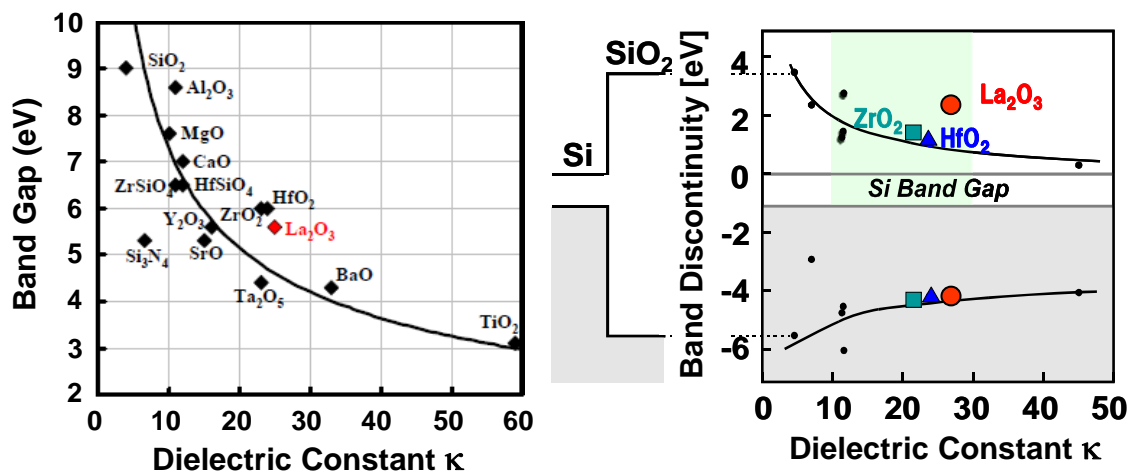 Band Gap (eV)
10
9
8
7
6
5
4
3
2
SiO₂
Al₂O₃
MgO
CaO
ZrSiO₄
HfSiO₄
HfO₂
ZrO₂
Y₂O₃
La₂O₃
Si₃N₄
SrO
Ta₂O₅
BaO
TiO₂
0 10 20 30 40 50 60
Dielectric Constant κ
SiO₂
Si
Band Discontinuity [eV]
4
2
0
-2
-4
-6
La₂O₃
ZrO₂
HfO₂
Si Band Gap
0 10 20 30 40 50
Dielectric Constant κ